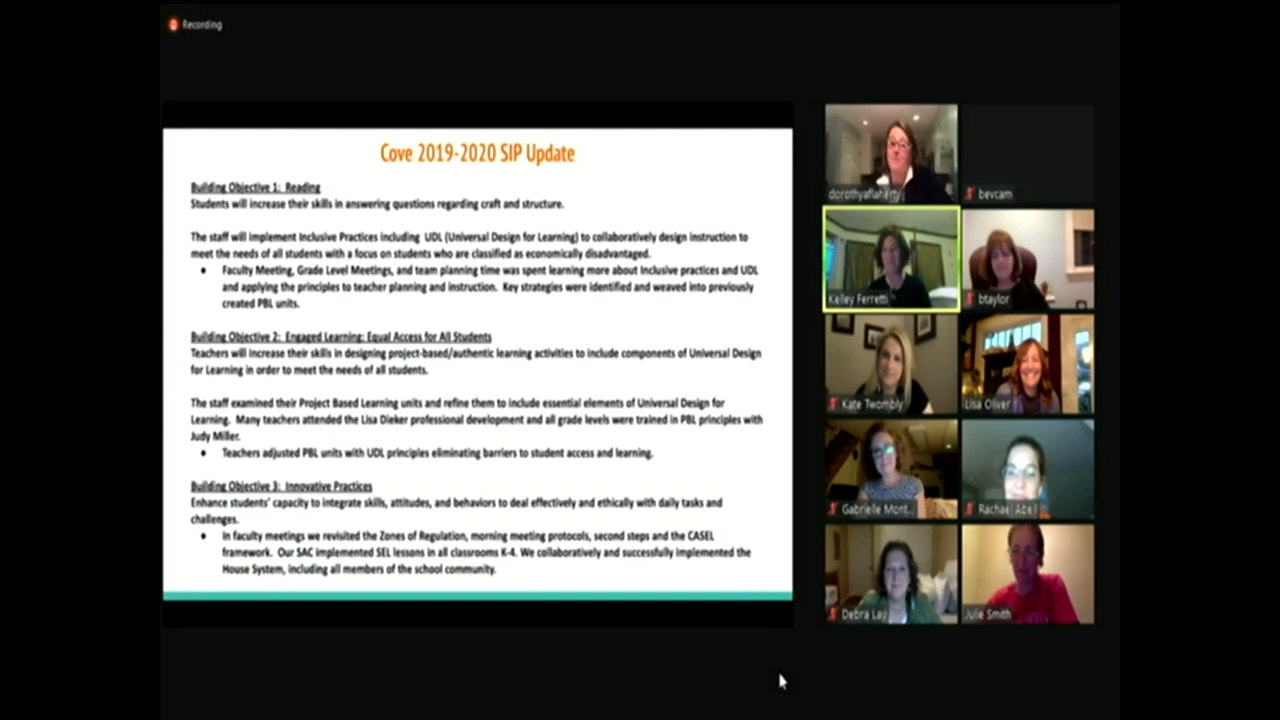 Recording
Cove 2019-2020 SIP Update
Building Objective 1: Reading
Students will increase their skills in answering questions regarding craft and structure.
The staff will implement Inclusive Practices including UDL (Universal Design for Learning) to collaboratively design instruction to
meet the needs of all students with a focus on students who are classified as economically disadvantaged.
● Faculty Meeting, Grade Level Meetings, and team planning time was spent learning more about Inclusive practices and UDL
and applying the principles to teacher planning and instruction. Key strategies were identified and weaved into previously
created PBL units.
Building Objective 2: Engaged Learning: Equal Access for All Students
Teachers will increase their skills in designing project-based/authentic learning activities to include components of Universal Design
for Learning in order to meet the needs of all students.
The staff examined their Project Based Learning units and refine them to include essential elements of Universal Design for
Learning. Many teachers attended the Lisa Dieker professional development and all grade levels were trained in PBL principles with
Judy Miller.
● Teachers adjusted PBL units with UDL principles eliminating barriers to student access and learning.
Building Objective 3: Innovative Practices
Enhance students' capacity to integrate skills, attitudes, and behaviors to deal effectively and ethically with daily tasks and
challenges.
● In faculty meetings we revisited the Zones of Regulation, morning meeting protocols, second steps and the CASEL
framework. Our SAC implemented SEL lessons in all classrooms K-4. We collaboratively and successfully implemented the
House System, including all members of the school community.
dorothyaflaherty
bevcam
Kelley Ferretti
btaylor
Kate Twombly
Lisa Oliver
Gabrielle Mont...
Rachael Abell
Debra Lay
Julie Smith